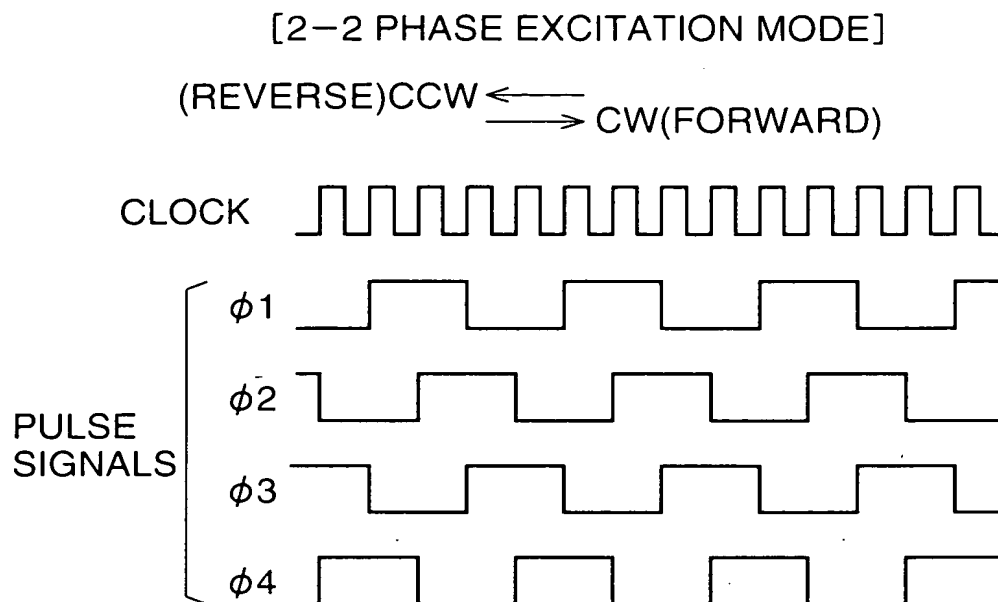 [2−2 PHASE EXCITATION MODE]
(REVERSE)CCW
CW(FORWARD)
CLOCK
ϕ1
ϕ2
PULSE
SIGNALS
ϕ3
ϕ4